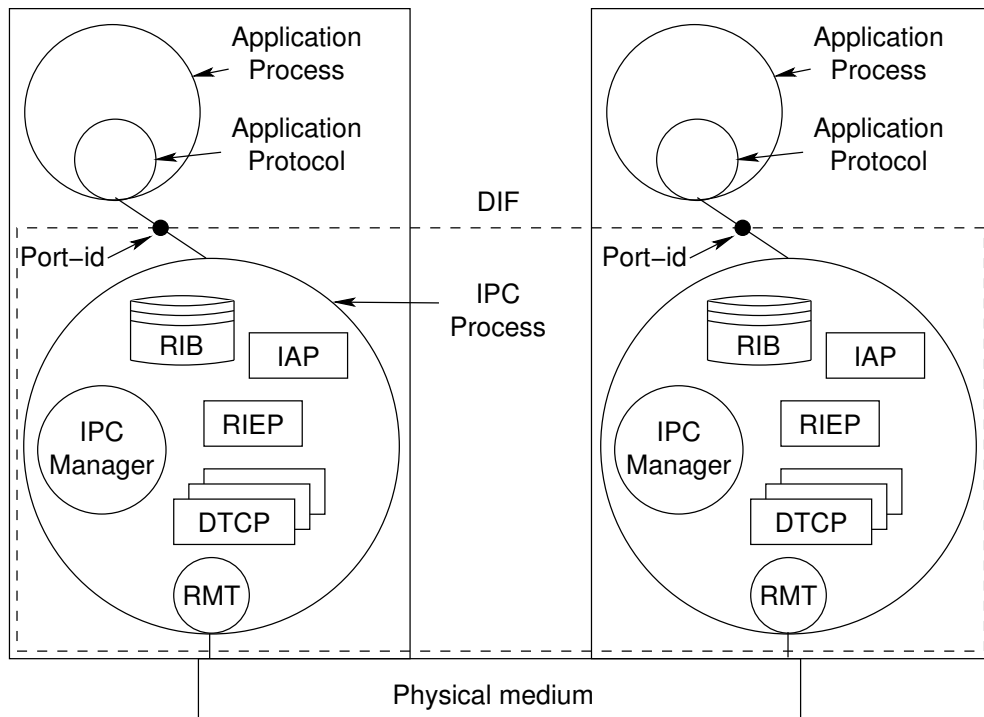 Application
Process
Application
Protocol
Port−id
RIB
IAP
IPC
Manager
RIEP
DTCP
RMT
DIF
IPC
Process
Application
Process
Application
Protocol
Port−id
RIB
IAP
IPC
Manager
RIEP
DTCP
RMT
Physical medium